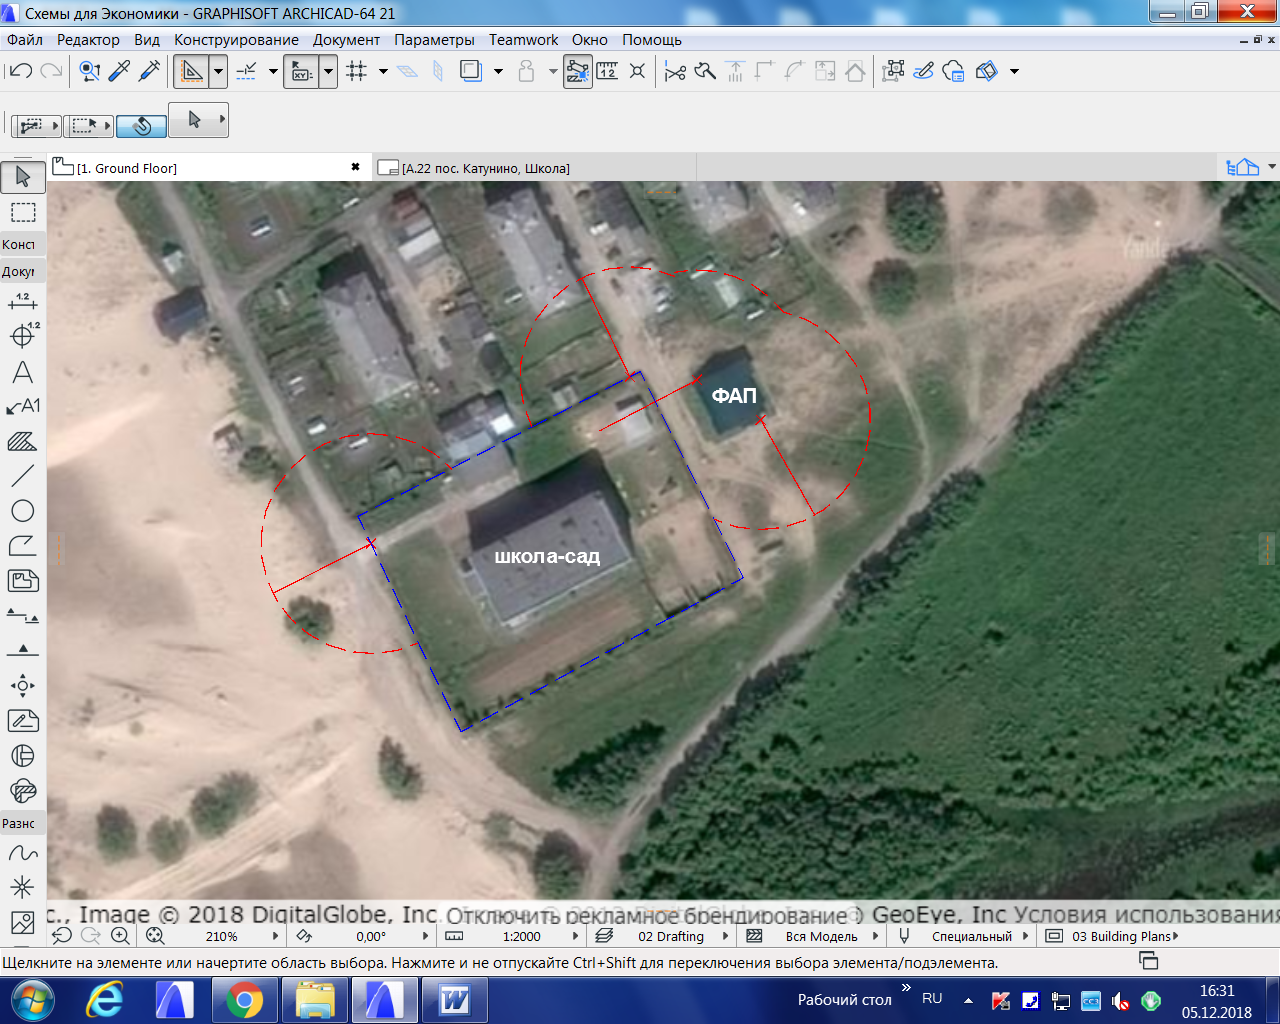 Схемы для Экономики - GRAPHISOFT ARCHICAD-64 21
Файл Редактор Вид Конструирование Документ Параметры Teamwork Окно Помощь
[1. Ground Floor]
[А.22 пос. Катунино, Школа]
Конст
Разнс
1.2
1.2
A1
ФАП
школа-сад
c., Image © 2018 DigitalGlobe, Inc.
Отключить рекламное брендирование
GeoEye, Inc Условия использования
210% 0,00° 1:2000 02 Drafting Вся Модель Специальный 03 Building Plans
Щелкните на элементе или начертите область выбора. Нажмите и не отпускайте Ctrl+Shift для переключения выбора элемента/подэлемента.
Рабочий стол
RU
16:31
05.12.2018